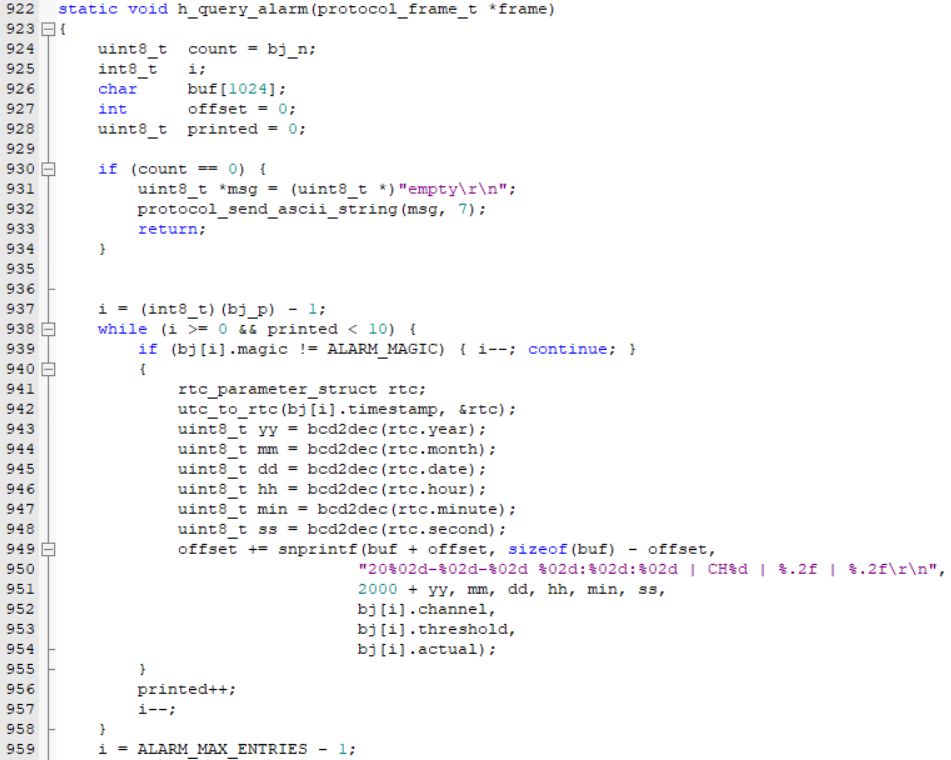 922 static void h_query_alarm(protocol_frame_t *frame)
923 {
924     uint8_t  count = bj_n;
925     int8_t   i;
926     char     buf[1024];
927     int      offset = 0;
928     uint8_t  printed = 0;
929
930     if (count == 0) {
931         uint8_t *msg = (uint8_t *)"empty\r\n";
932         protocol_send_ascii_string(msg, 7);
933         return;
934     }
935
936
937     i = (int8_t)(bj_p) - 1;
938     while (i >= 0 && printed < 10) {
939         if (bj[i].magic != ALARM_MAGIC) { i--; continue; }
940         {
941             rtc_parameter_struct rtc;
942             utc_to_rtc(bj[i].timestamp, &rtc);
943             uint8_t yy = bcd2dec(rtc.year);
944             uint8_t mm = bcd2dec(rtc.month);
945             uint8_t dd = bcd2dec(rtc.date);
946             uint8_t hh = bcd2dec(rtc.hour);
947             uint8_t min = bcd2dec(rtc.minute);
948             uint8_t ss = bcd2dec(rtc.second);
949             offset += snprintf(buf + offset, sizeof(buf) - offset,
950                               "20%02d-%02d-%02d %02d:%02d:%02d | CH%d | %.2f | %.2f\r\n",
951                               2000 + yy, mm, dd, hh, min, ss,
952                               bj[i].channel,
953                               bj[i].threshold,
954                               bj[i].actual);
955         }
956         printed++;
957         i--;
958     }
959     i = ALARM_MAX_ENTRIES - 1;